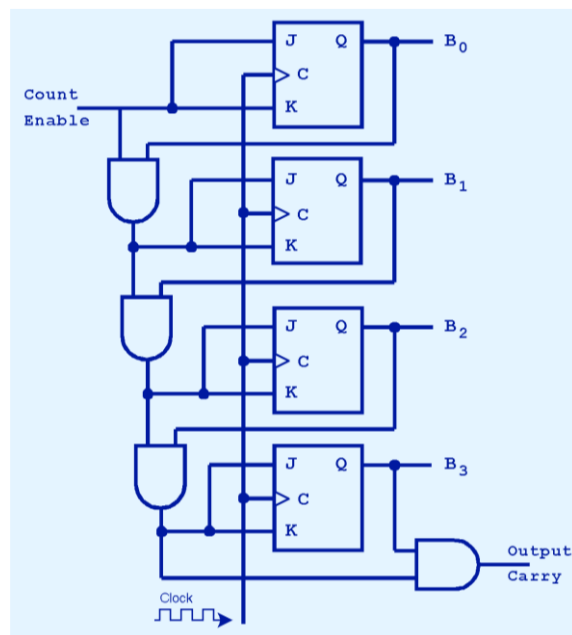 J Q B0
C
Count
Enable
K
J Q B1
C
K
J Q B2
C
K
J Q B3
C
K
Output
Carry
Clock